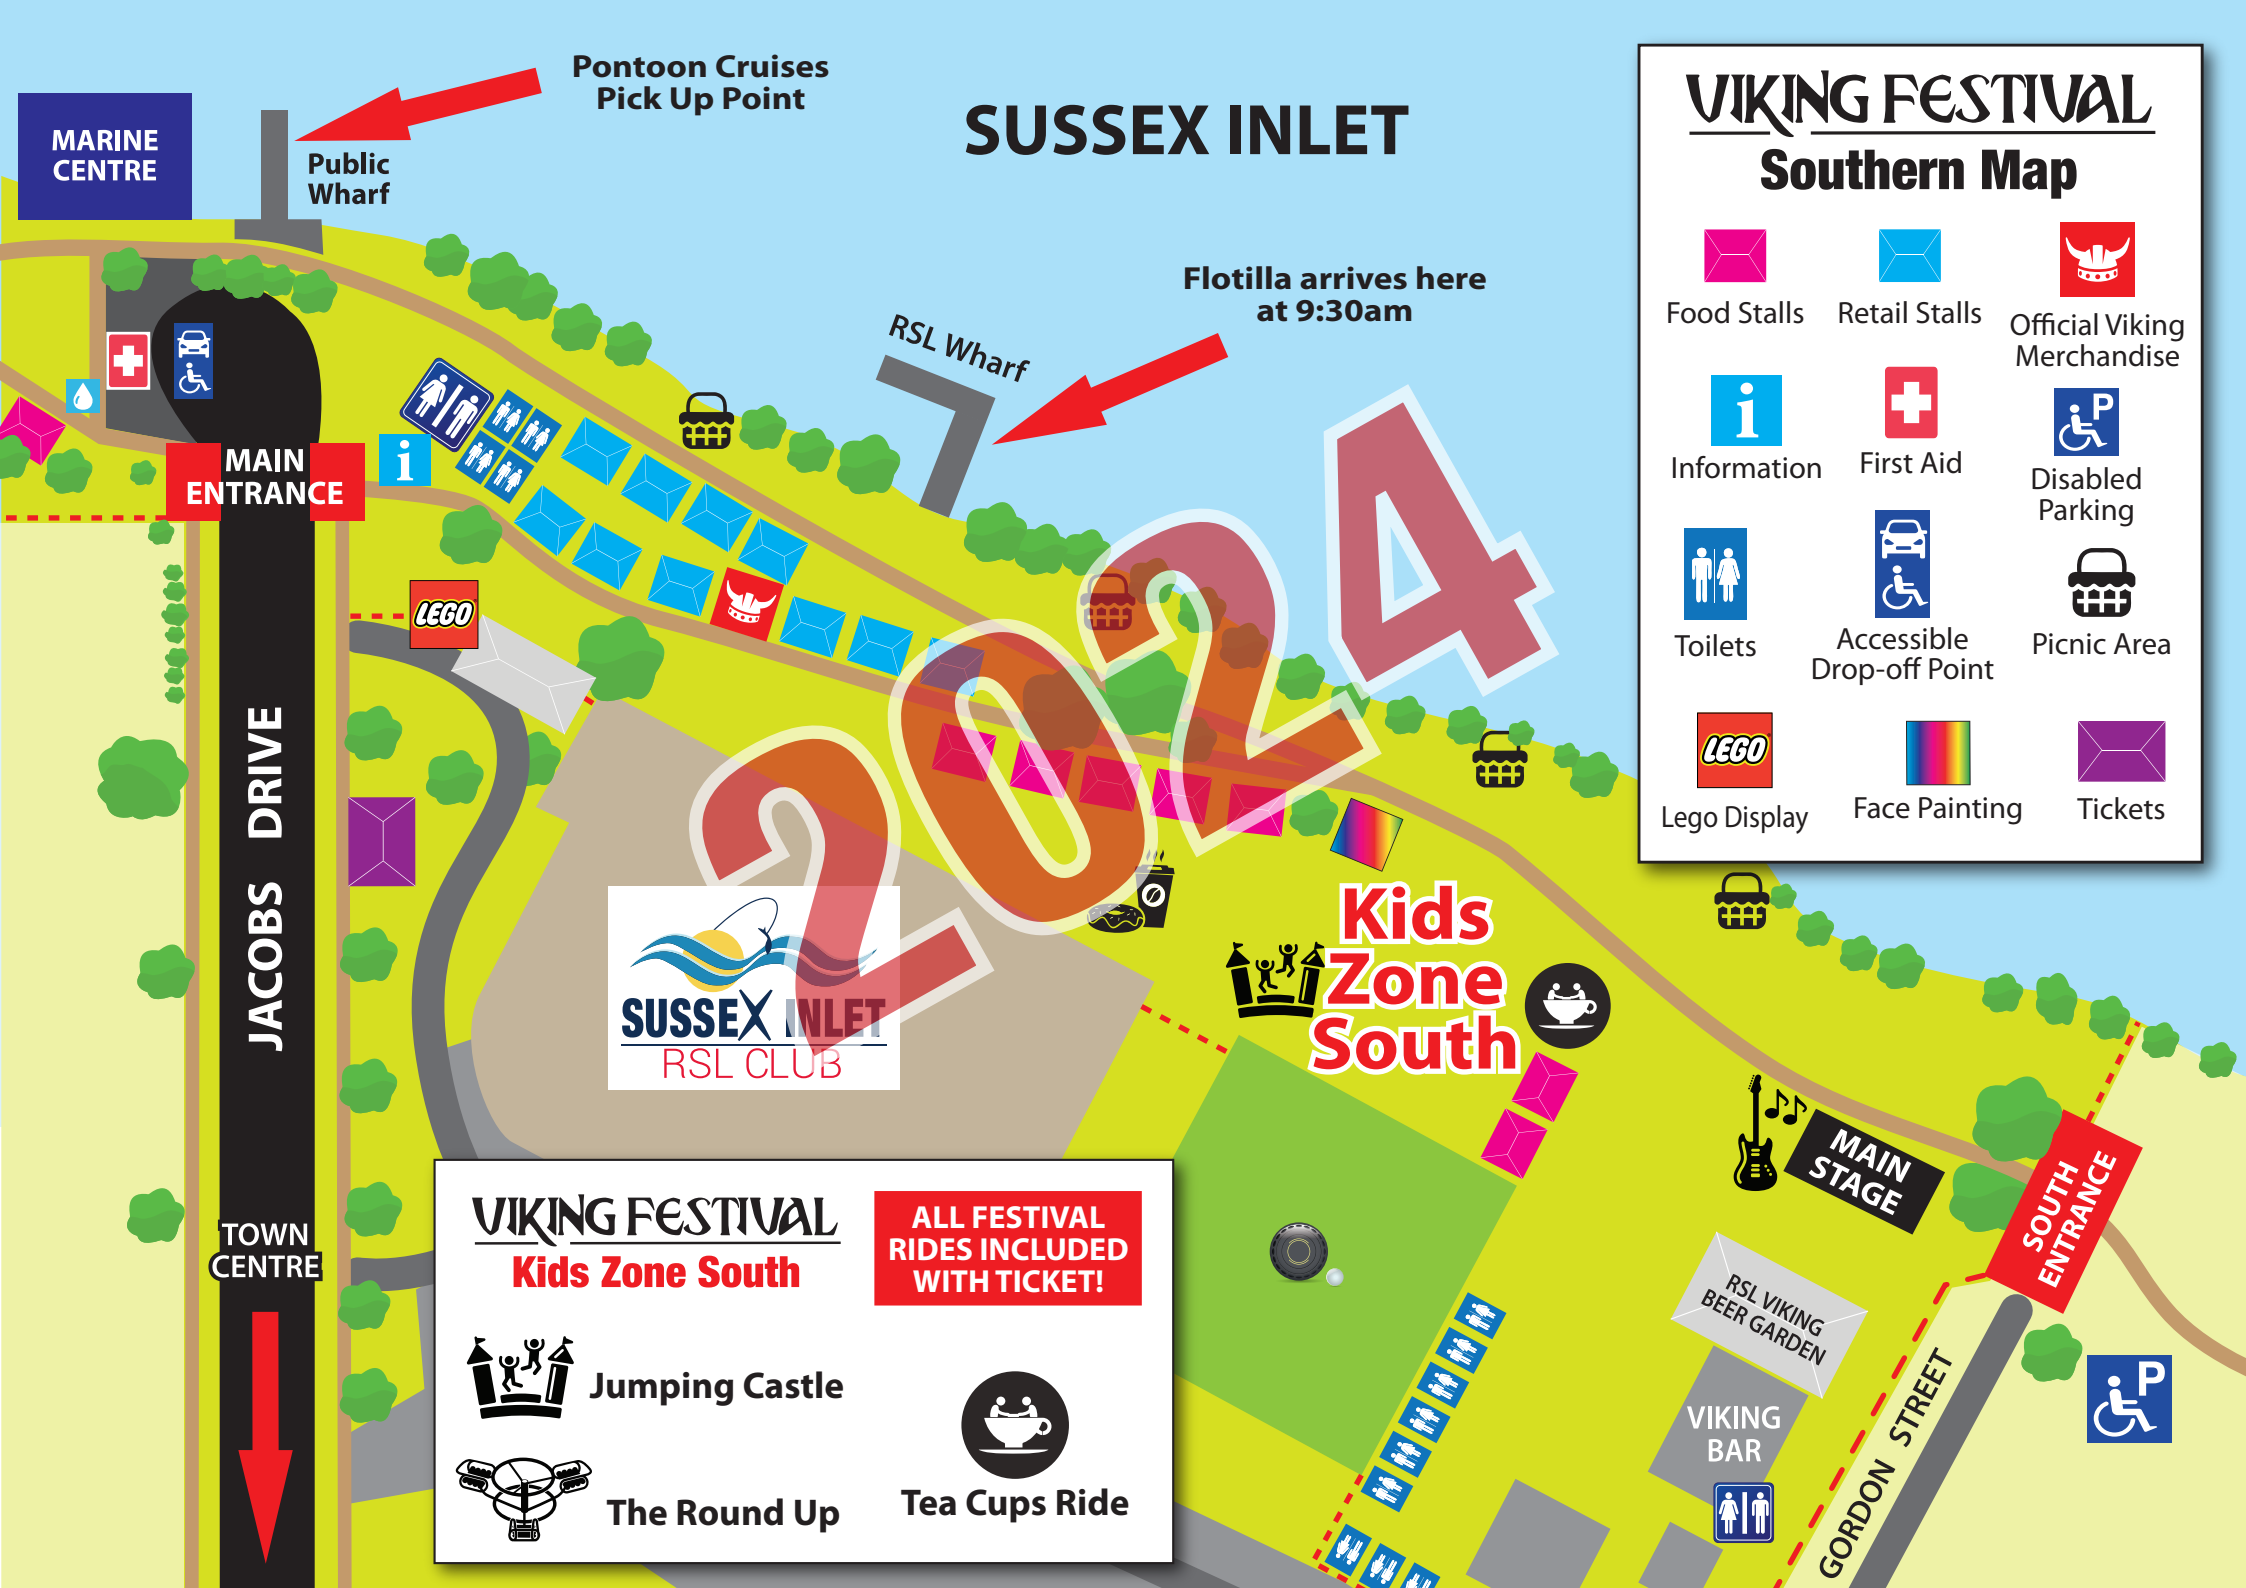 Pontoon Cruises
Pick Up Point
MARINE
CENTRE
Public
Wharf
SUSSEX INLET
Flotilla arrives here
at 9:30am
RSL Wharf
VIKING FESTIVAL
Southern Map
Food Stalls
Retail Stalls
Official Viking
Merchandise
i
Information
First Aid
P
Disabled
Parking
Toilets
Accessible
Drop-off Point
Picnic Area
LEGO
Lego Display
Face Painting
Tickets
MAIN
ENTRANCE
i
LEGO
2024
JACOBS DRIVE
TOWN
CENTRE
SUSSEX INLET
RSL CLUB
Kids
Zone
South
MAIN
STAGE
SOUTH
ENTRANCE
RSL VIKING
BEER GARDEN
VIKING
BAR
GORDON STREET
P
VIKING FESTIVAL
Kids Zone South
ALL FESTIVAL
RIDES INCLUDED
WITH TICKET!
Jumping Castle
The Round Up
Tea Cups Ride